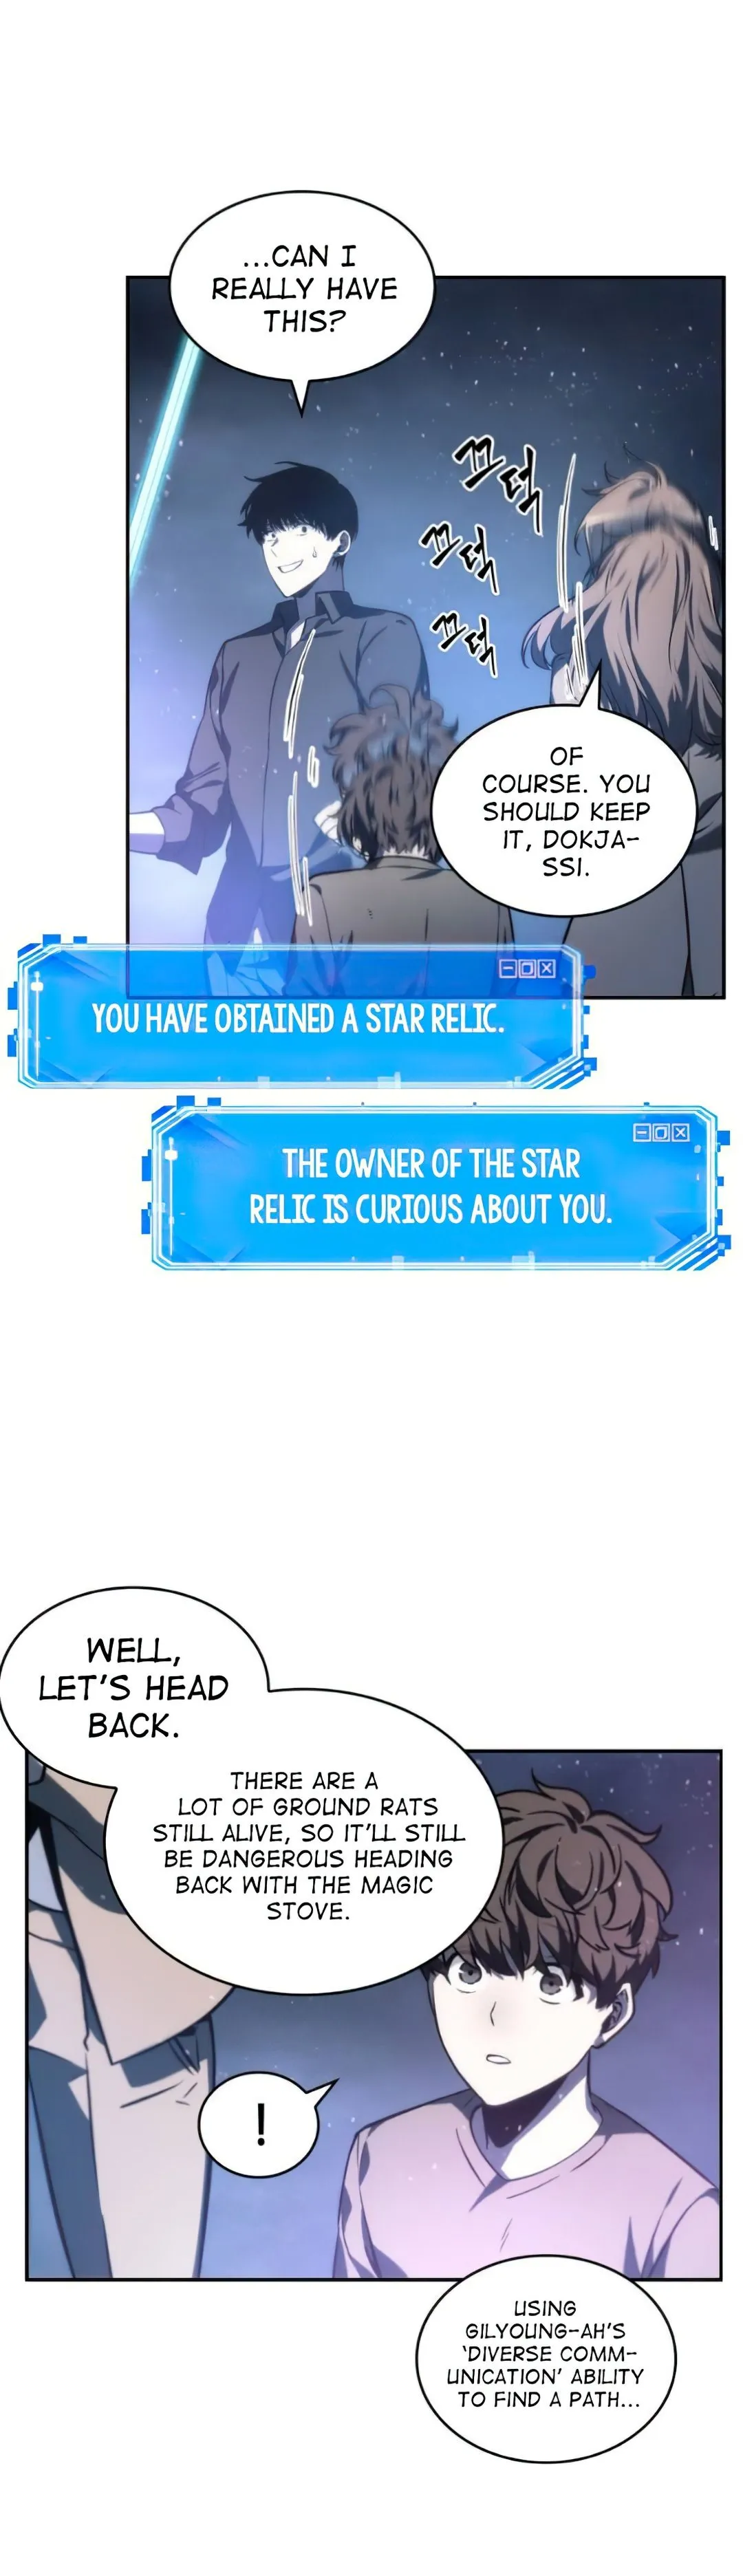 ...CAN I
REALLY HAVE
THIS?
끄덕
끄덕
끄덕
OF
COURSE. YOU
SHOULD KEEP
IT, DOKJA-
SSI.
YOU HAVE OBTAINED A STAR RELIC.
THE OWNER OF THE STAR
RELIC IS CURIOUS ABOUT YOU.
WELL,
LET'S HEAD
BACK.
THERE ARE A
LOT OF GROUND RATS
STILL ALIVE, SO IT'LL STILL
BE DANGEROUS HEADING
BACK WITH THE MAGIC
STOVE.
!
USING
GILYOUNG-AH'S
'DIVERSE COMM-
UNICATION' ABILITY
TO FIND A PATH...